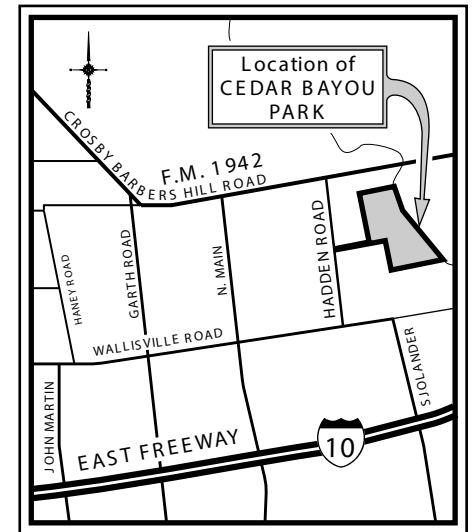 Location of
CEDAR BAYOU
PARK
F.M. 1942
CROSBY BARBERS HILL ROAD
HANEY ROAD
GARTH ROAD
N. MAIN
HADDEN ROAD
WALLISVILLE ROAD
JOHN MARTIN
SJOLANDER
EAST FREEWAY
10